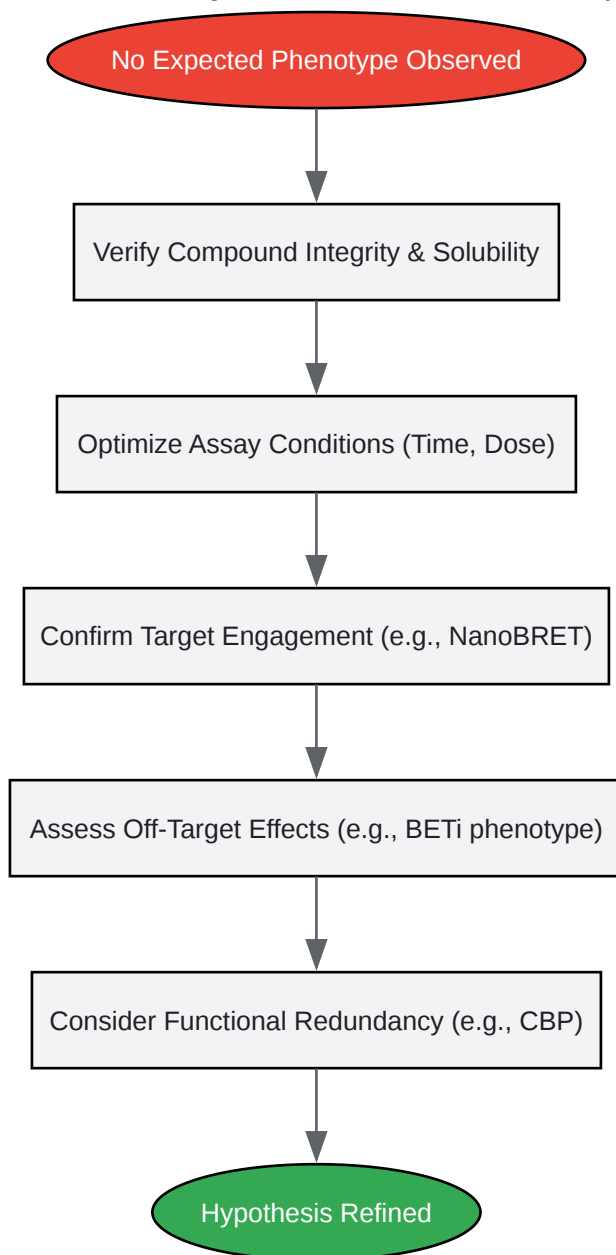 No Expected Phenotype Observed
Verify Compound Integrity & Solubility
Optimize Assay Conditions (Time, Dose)
Confirm Target Engagement (e.g., NanoBRET)
Assess Off-Target Effects (e.g., BETi phenotype)
Consider Functional Redundancy (e.g., CBP)
Hypothesis Refined